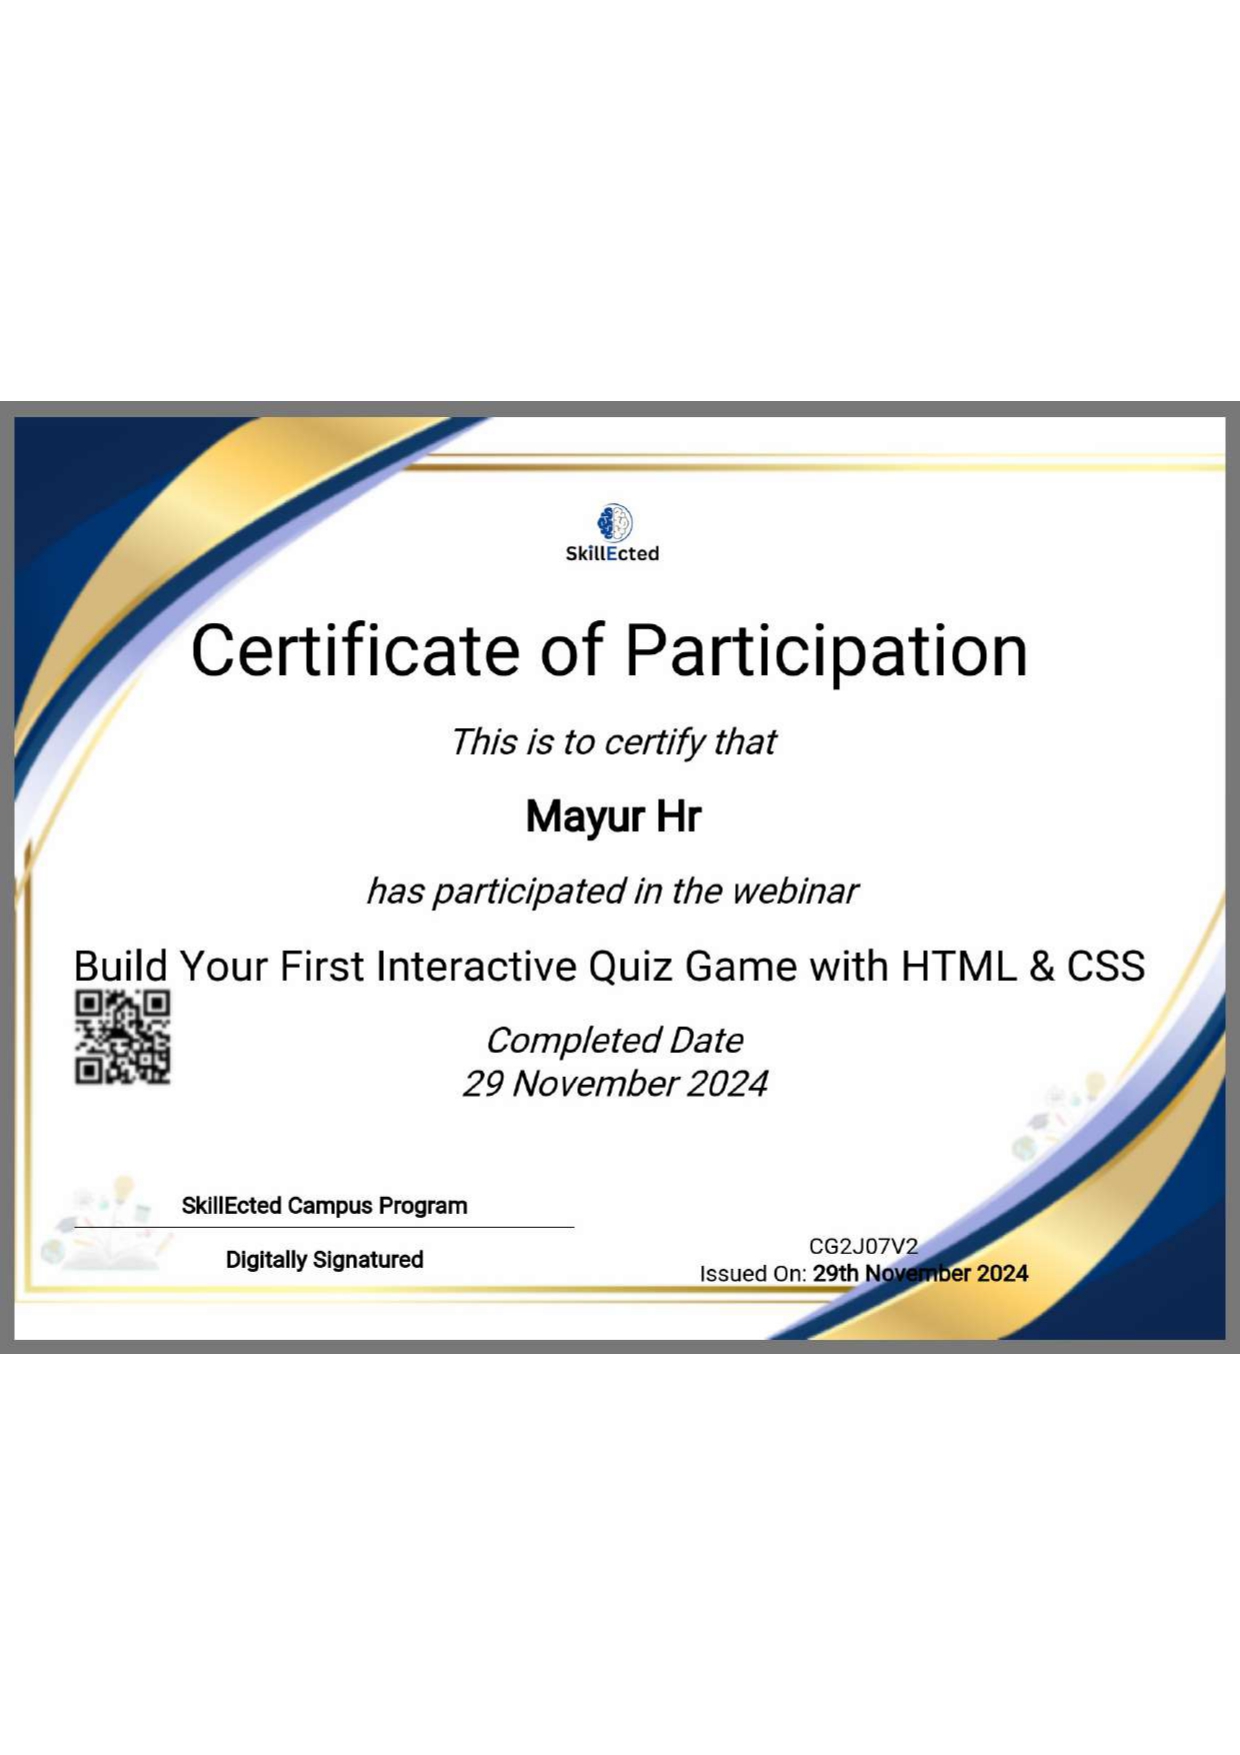 SkillEcted
Certificate of Participation
This is to certify that
Mayur Hr
has participated in the webinar
Build Your First Interactive Quiz Game with HTML & CSS
Completed Date
29 November 2024
SkillEcted Campus Program
Digitally Signatured
CG2J07V2
Issued On: 29th November 2024